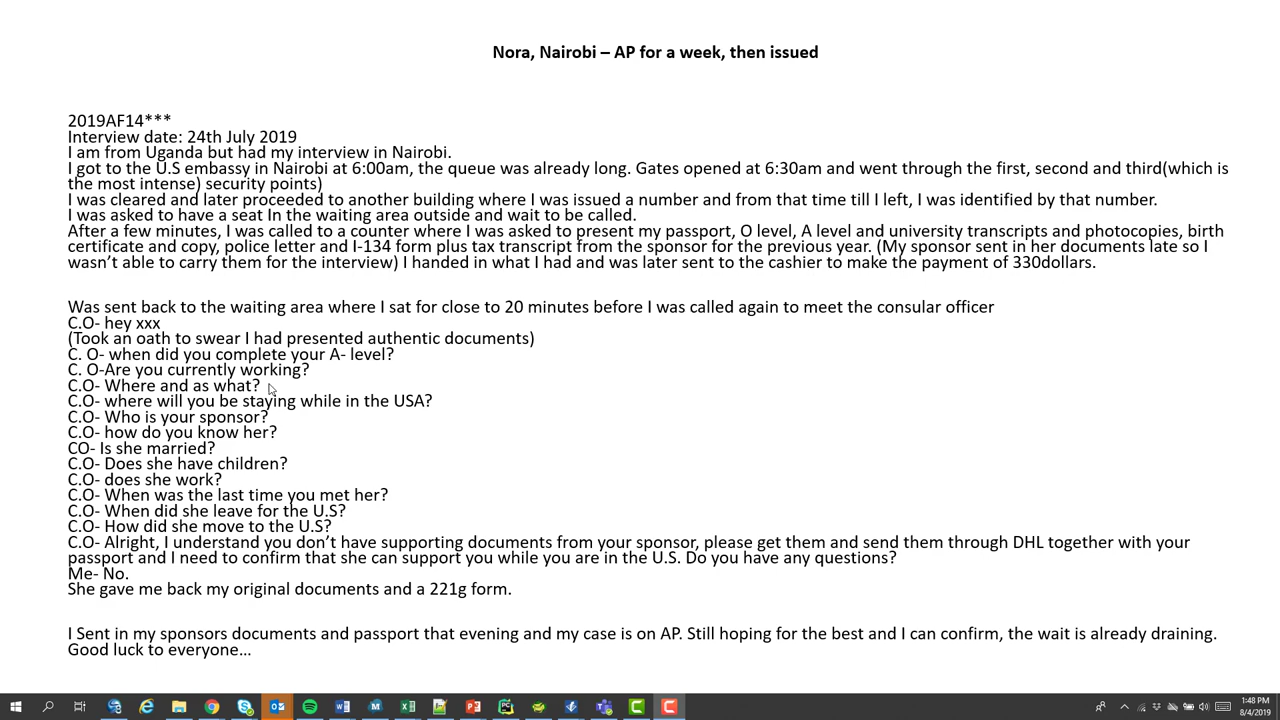 Nora, Nairobi – AP for a week, then issued
2019AF14***
Interview date: 24th July 2019
I am from Uganda but had my interview in Nairobi.
I got to the U.S embassy in Nairobi at 6:00am, the queue was already long. Gates opened at 6:30am and went through the first, second and third(which is
the most intense) security points)
I was cleared and later proceeded to another building where I was issued a number and from that time till I left, I was identified by that number.
I was asked to have a seat In the waiting area outside and wait to be called.
After a few minutes, I was called to a counter where I was asked to present my passport, O level, A level and university transcripts and photocopies, birth
certificate and copy, police letter and I-134 form plus tax transcript from the sponsor for the previous year. (My sponsor sent in her documents late so I
wasn’t able to carry them for the interview) I handed in what I had and was later sent to the cashier to make the payment of 330dollars.
Was sent back to the waiting area where I sat for close to 20 minutes before I was called again to meet the consular officer
C.O- hey xxx
(Took an oath to swear I had presented authentic documents)
C. O- when did you complete your A- level?
C. O-Are you currently working?
C.O- Where and as what?
C.O- where will you be staying while in the USA?
C.O- Who is your sponsor?
C.O- how do you know her?
CO- Is she married?
C.O- Does she have children?
C.O- does she work?
C.O- When was the last time you met her?
C.O- When did she leave for the U.S?
C.O- How did she move to the U.S?
C.O- Alright, I understand you don’t have supporting documents from your sponsor, please get them and send them through DHL together with your
passport and I need to confirm that she can support you while you are in the U.S. Do you have any questions?
Me- No.
She gave me back my original documents and a 221g form.
I Sent in my sponsors documents and passport that evening and my case is on AP. Still hoping for the best and I can confirm, the wait is already draining.
Good luck to everyone…
1:48 PM
8/4/2019